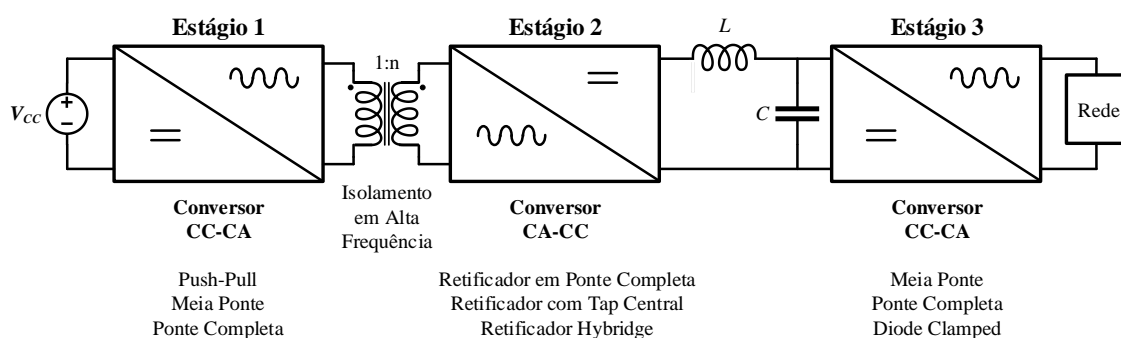 Estágio 1
Estágio 2
Estágio 3
L
1:n
V_CC
+
−
C
Rede
Isolamento
em Alta
Frequência
Conversor
CC-CA
Conversor
CA-CC
Conversor
CC-CA
Push-Pull
Meia Ponte
Ponte Completa
Retificador em Ponte Completa
Retificador com Tap Central
Retificador Hybridge
Meia Ponte
Ponte Completa
Diode Clamped